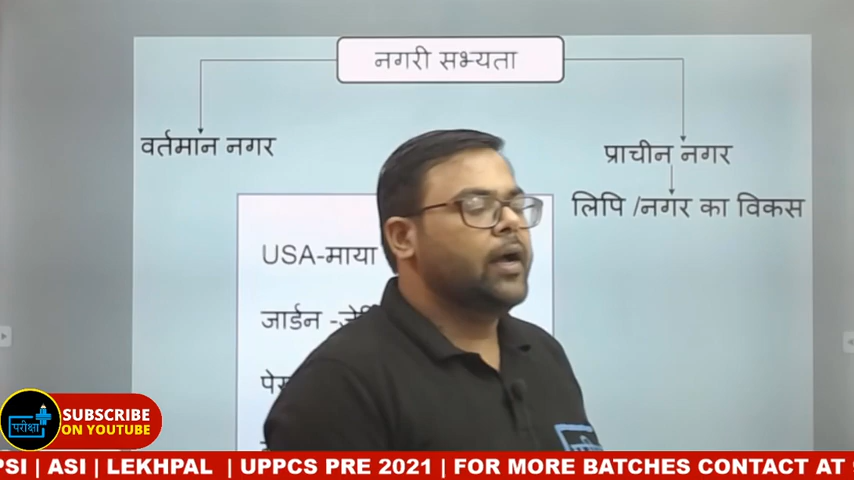 नगरी सभ्यता
वर्तमान नगर
प्राचीन नगर
लिपि /नगर का विकस
USA-माया
जार्डन -
परीक्षा
SUBSCRIBE
ON YOUTUBE
PSI | ASI | LEKHPAL | UPPCS PRE 2021 | FOR MORE BATCHES CONTACT AT